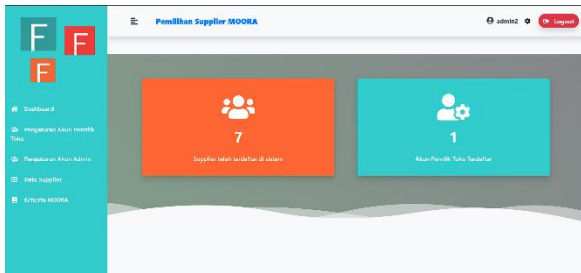 F
F
F
Pemilihan Supplier MOORA
admin2
Logout
Dashboard
Pengaturan Akun Pemilik
Toko
Pengaturan Akun Admin
Data Supplier
Kriteria MOORA
7
Supplier telah terdaftar di sistem
1
Akun Pemilik Toko Terdaftar